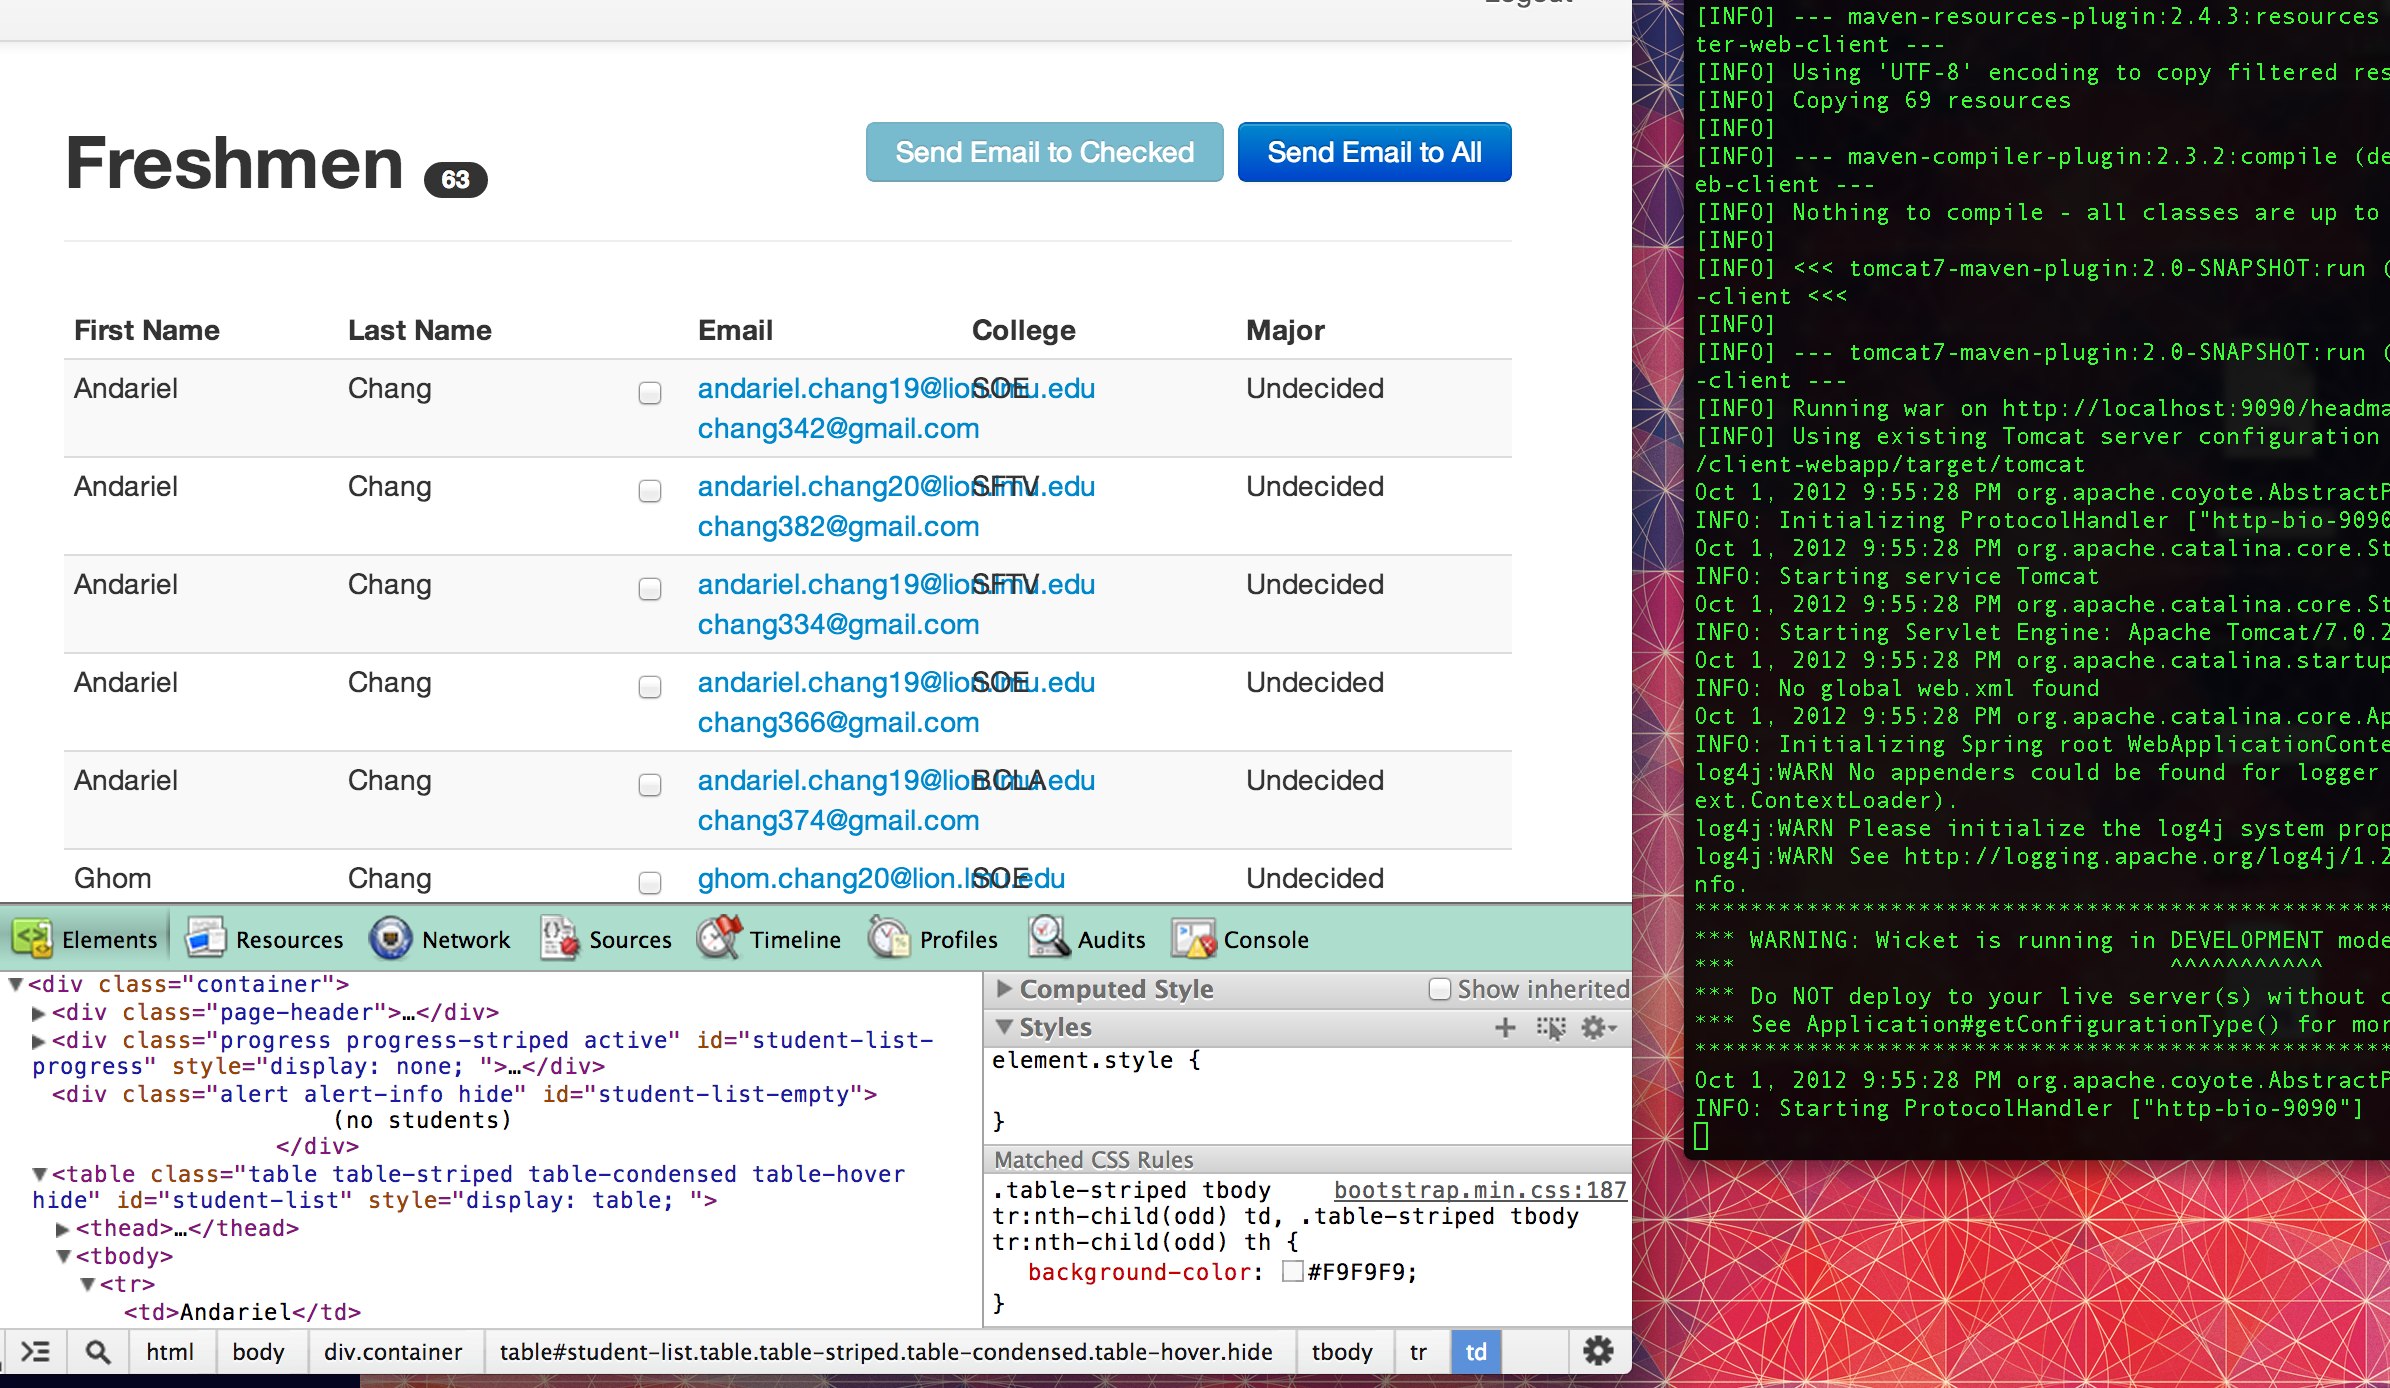 Freshmen 63
Send Email to Checked
Send Email to All
First Name Last Name Email College Major
Andariel Chang andariel.chang19@lion.lmu.edu SOE Undecided
chang342@gmail.com
Andariel Chang andariel.chang20@lion.lmu.edu SFTV Undecided
chang382@gmail.com
Andariel Chang andariel.chang19@lion.lmu.edu SFTV Undecided
chang334@gmail.com
Andariel Chang andariel.chang19@lion.lmu.edu SOE Undecided
chang366@gmail.com
Andariel Chang andariel.chang19@lion.lmu.edu BCLA Undecided
chang374@gmail.com
Ghom Chang ghom.chang20@lion.lmu.edu SOE Undecided
Elements Resources Network Sources Timeline Profiles Audits Console
<div class="container">
<div class="page-header">…</div>
<div class="progress progress-striped active" id="student-list-
progress" style="display: none; ">…</div>
<div class="alert alert-info hide" id="student-list-empty">
(no students)
</div>
<table class="table table-striped table-condensed table-hover
hide" id="student-list" style="display: table; ">
<thead>…</thead>
<tbody>
<tr>
<td>Andariel</td>
Computed Style Show inherited
Styles
element.style {
}
Matched CSS Rules
.table-striped tbody bootstrap.min.css:187
tr:nth-child(odd) td, .table-striped tbody
tr:nth-child(odd) th {
background-color: #F9F9F9;
}
html body div.container table#student-list.table.table-striped.table-condensed.table-hover.hide tbody tr td
[INFO] --- maven-resources-plugin:2.4.3:resources
ter-web-client ---
[INFO] Using 'UTF-8' encoding to copy filtered res
[INFO] Copying 69 resources
[INFO]
[INFO] --- maven-compiler-plugin:2.3.2:compile (de
eb-client ---
[INFO] Nothing to compile - all classes are up to
[INFO]
[INFO] <<< tomcat7-maven-plugin:2.0-SNAPSHOT:run (
-client <<<
[INFO]
[INFO] --- tomcat7-maven-plugin:2.0-SNAPSHOT:run (
-client ---
[INFO] Running war on http://localhost:9090/headma
[INFO] Using existing Tomcat server configuration
/client-webapp/target/tomcat
Oct 1, 2012 9:55:28 PM org.apache.coyote.AbstractP
INFO: Initializing ProtocolHandler ["http-bio-9090
Oct 1, 2012 9:55:28 PM org.apache.catalina.core.St
INFO: Starting service Tomcat
Oct 1, 2012 9:55:28 PM org.apache.catalina.core.St
INFO: Starting Servlet Engine: Apache Tomcat/7.0.2
Oct 1, 2012 9:55:28 PM org.apache.catalina.startup
INFO: No global web.xml found
Oct 1, 2012 9:55:28 PM org.apache.catalina.core.Ap
INFO: Initializing Spring root WebApplicationConte
log4j:WARN No appenders could be found for logger
ext.ContextLoader).
log4j:WARN Please initialize the log4j system prop
log4j:WARN See http://logging.apache.org/log4j/1.2
nfo.
**************************************************
*** WARNING: Wicket is running in DEVELOPMENT mode
*** ^^^^^^^^^^^
*** Do NOT deploy to your live server(s) without c
*** See Application#getConfigurationType() for mor
**************************************************
Oct 1, 2012 9:55:28 PM org.apache.coyote.AbstractP
INFO: Starting ProtocolHandler ["http-bio-9090"]